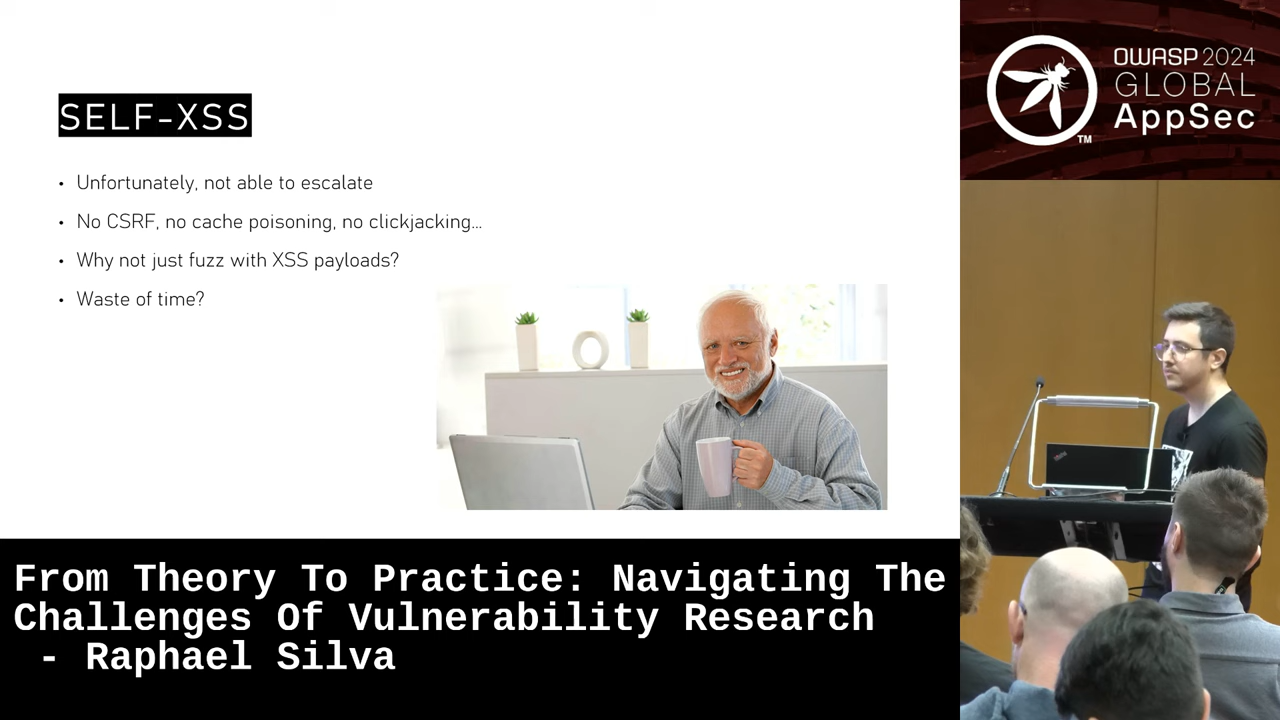 SELF-XSS
• Unfortunately, not able to escalate
• No CSRF, no cache poisoning, no clickjacking...
• Why not just fuzz with XSS payloads?
• Waste of time?
OWASP 2024
GLOBAL
AppSec
TM
From Theory To Practice: Navigating The
Challenges Of Vulnerability Research
- Raphael Silva